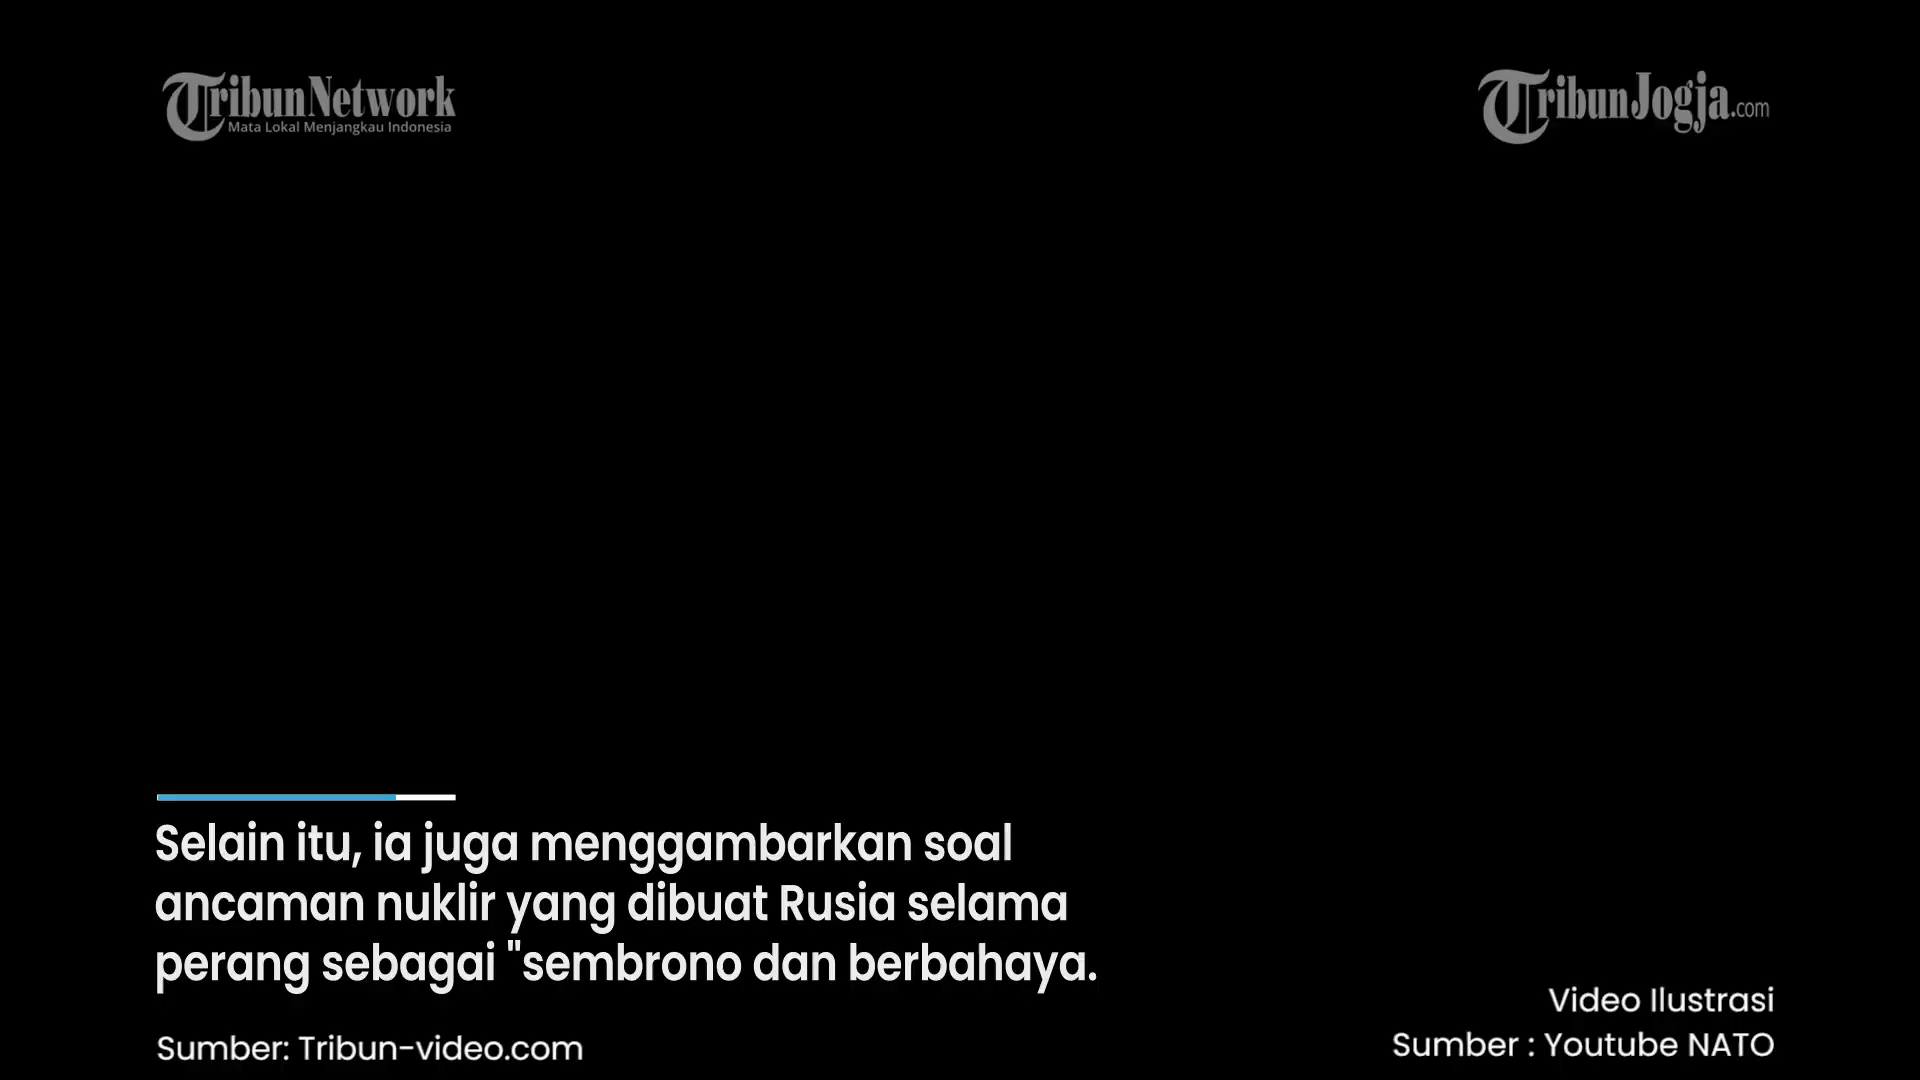 TribunNetwork
Mata Lokal Menjangkau Indonesia
TribunJogja.com
Selain itu, ia juga menggambarkan soal
ancaman nuklir yang dibuat Rusia selama
perang sebagai "sembrono dan berbahaya.
Sumber: Tribun-video.com
Video Ilustrasi
Sumber : Youtube NATO